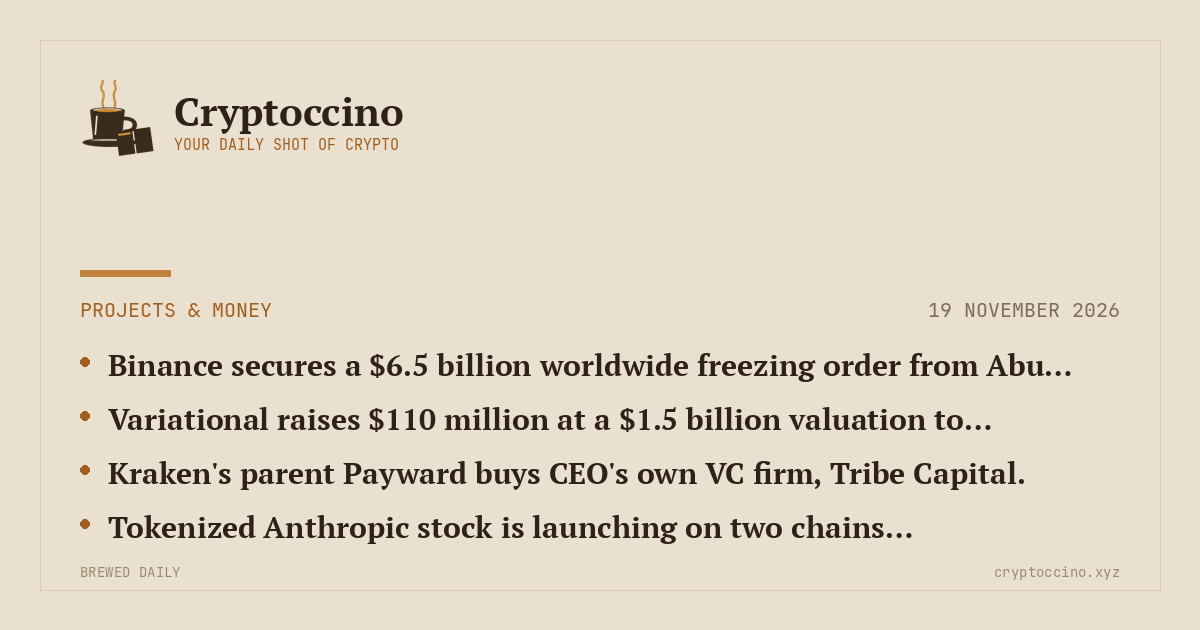 Cryptoccino
YOUR DAILY SHOT OF CRYPTO
PROJECTS & MONEY
19 NOVEMBER 2026
Binance secures a $6.5 billion worldwide freezing order from Abu...
Variational raises $110 million at a $1.5 billion valuation to...
Kraken's parent Payward buys CEO's own VC firm, Tribe Capital.
Tokenized Anthropic stock is launching on two chains...
BREWED DAILY
cryptoccino.xyz